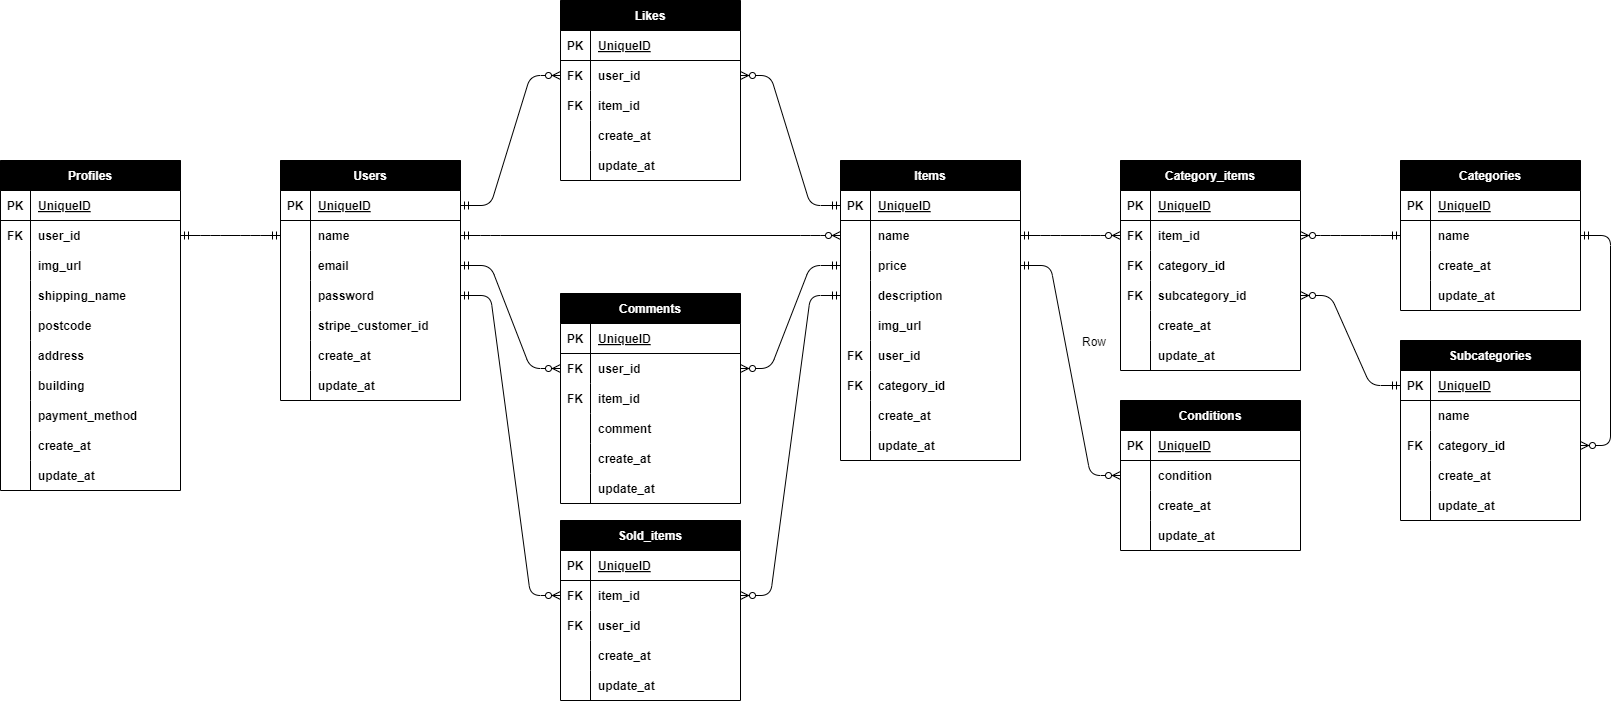 Likes
PK UniqueID
FK user_id
FK item_id
create_at
update_at
Profiles
PK UniqueID
FK user_id
img_url
shipping_name
postcode
address
building
payment_method
create_at
update_at
Users
PK UniqueID
name
email
password
stripe_customer_id
create_at
update_at
Comments
PK UniqueID
FK user_id
FK item_id
comment
create_at
update_at
Sold_items
PK UniqueID
FK item_id
FK user_id
create_at
update_at
Items
PK UniqueID
name
price
description
img_url
FK user_id
FK category_id
create_at
update_at
Row
Category_items
PK UniqueID
FK item_id
FK category_id
FK subcategory_id
create_at
update_at
Conditions
PK UniqueID
condition
create_at
update_at
Categories
PK UniqueID
name
create_at
update_at
Subcategories
PK UniqueID
name
FK category_id
create_at
update_at